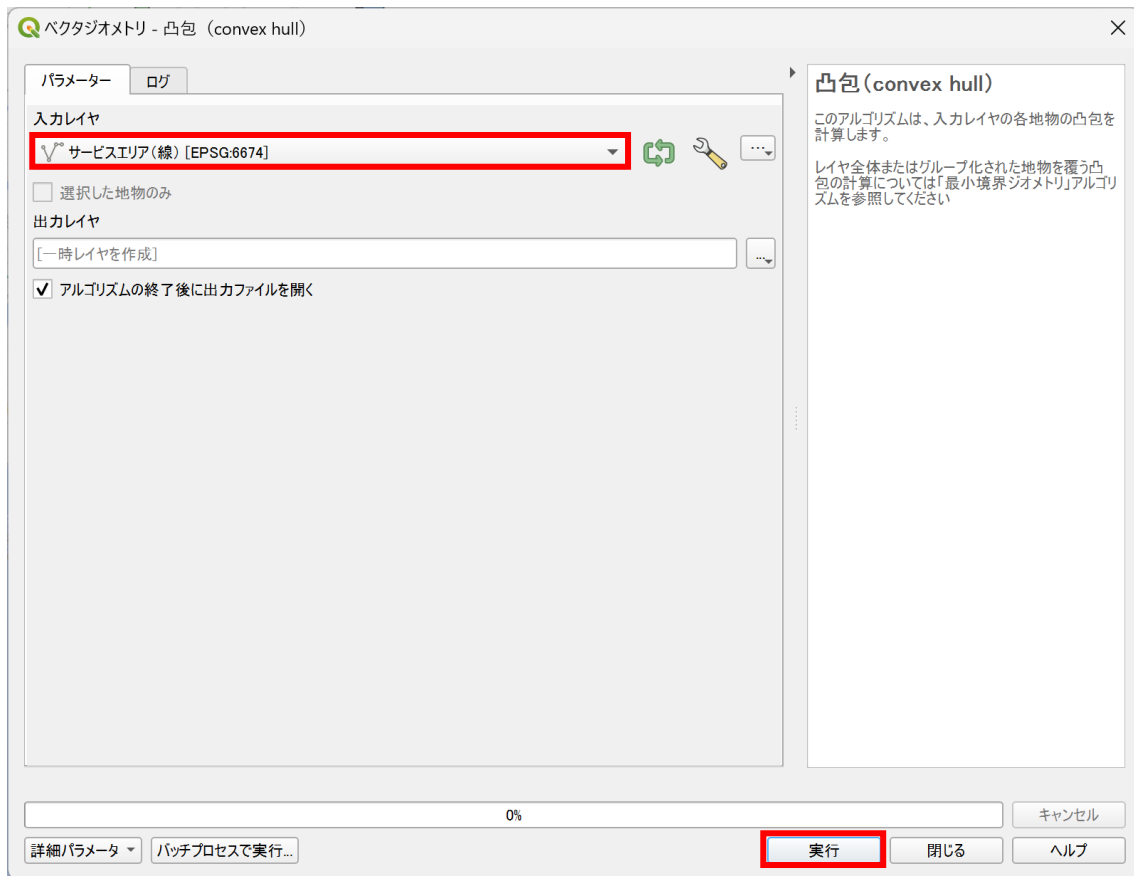 ベクタジオメトリ - 凸包（convex hull）
パラメーター
ログ
入力レイヤ
サービスエリア（線） [EPSG:6674]
…
選択した地物のみ
出力レイヤ
[一時レイヤを作成]
...
アルゴリズムの終了後に出力ファイルを開く
凸包（convex hull）
このアルゴリズムは、入力レイヤの各地物の凸包を
計算します。
レイヤ全体またはグループ化された地物を覆う凸
包の計算については「最小境界ジオメトリ」アルゴリ
ズムを参照してください
0%
キャンセル
詳細パラメータ
バッチプロセスで実行...
実行
閉じる
ヘルプ